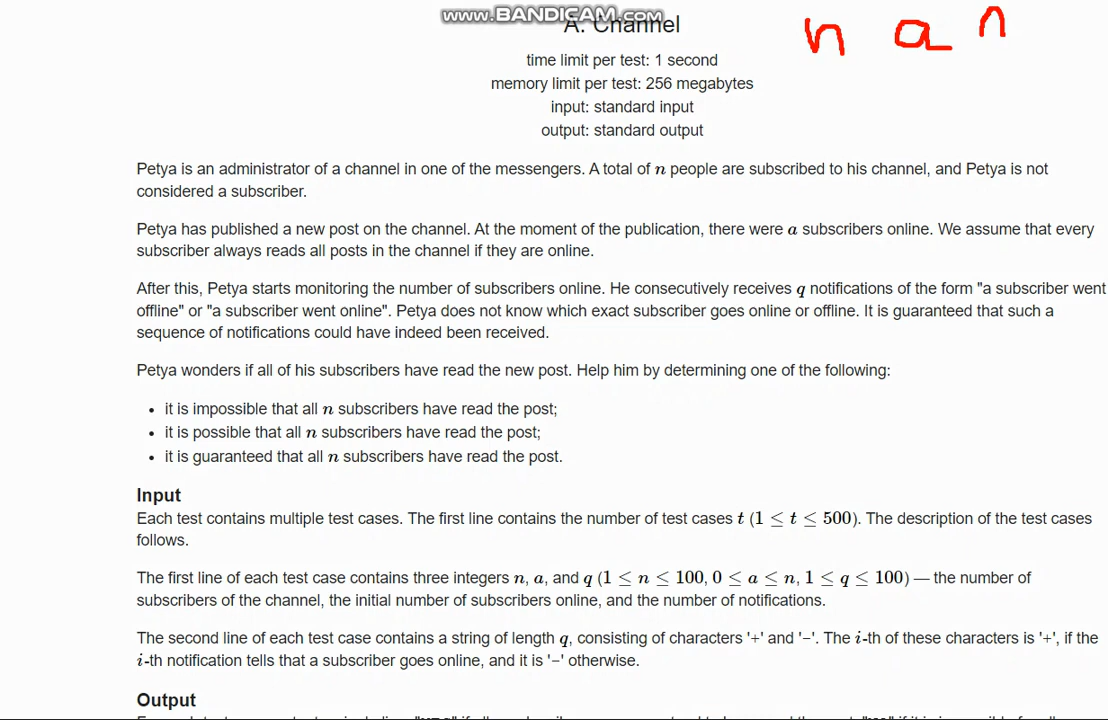 www.BANDICAM.com
A. Channel
n a n
time limit per test: 1 second
memory limit per test: 256 megabytes
input: standard input
output: standard output
Petya is an administrator of a channel in one of the messengers. A total of n people are subscribed to his channel, and Petya is not
considered a subscriber.
Petya has published a new post on the channel. At the moment of the publication, there were a subscribers online. We assume that every
subscriber always reads all posts in the channel if they are online.
After this, Petya starts monitoring the number of subscribers online. He consecutively receives q notifications of the form "a subscriber went
offline" or "a subscriber went online". Petya does not know which exact subscriber goes online or offline. It is guaranteed that such a
sequence of notifications could have indeed been received.
Petya wonders if all of his subscribers have read the new post. Help him by determining one of the following:
• it is impossible that all n subscribers have read the post;
• it is possible that all n subscribers have read the post;
• it is guaranteed that all n subscribers have read the post.
Input
Each test contains multiple test cases. The first line contains the number of test cases t (1 ≤ t ≤ 500). The description of the test cases
follows.
The first line of each test case contains three integers n, a, and q (1 ≤ n ≤ 100, 0 ≤ a ≤ n, 1 ≤ q ≤ 100) — the number of
subscribers of the channel, the initial number of subscribers online, and the number of notifications.
The second line of each test case contains a string of length q, consisting of characters '+' and '−'. The i-th of these characters is '+', if the
i-th notification tells that a subscriber goes online, and it is '−' otherwise.
Output